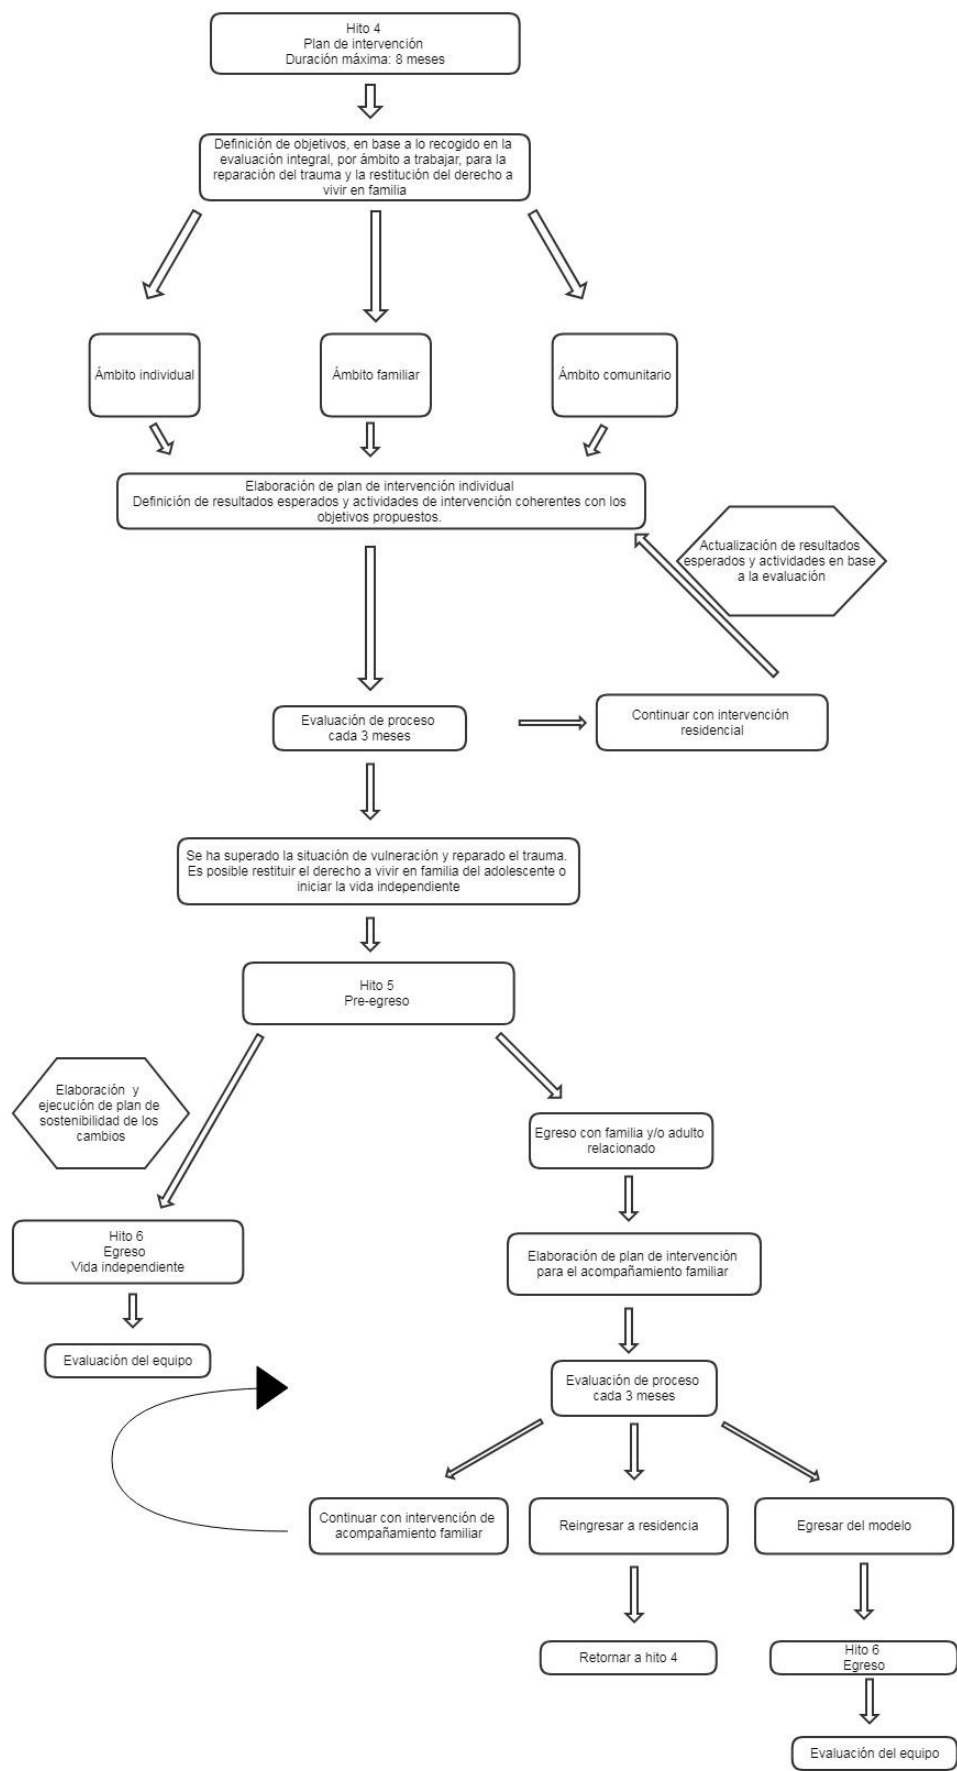 Hito 4
Plan de intervención
Duración máxima: 8 meses
Definición de objetivos, en base a lo recogido en la
evaluación integral, por ámbito a trabajar, para la
reparación del trauma y la restitución del derecho a
vivir en familia
Ámbito individual
Ámbito familiar
Ámbito comunitario
Elaboración de plan de intervención individual
Definición de resultados esperados y actividades de intervención coherentes con los
objetivos propuestos.
Actualización de resultados
esperados y actividades en base
a la evaluación
Evaluación de proceso
cada 3 meses
Continuar con intervención
residencial
Se ha superado la situación de vulneración y reparado el trauma.
Es posible restituir el derecho a vivir en familia del adolescente o
iniciar la vida independiente
Hito 5
Pre-egreso
Elaboración y
ejecución de plan de
sostenibilidad de los
cambios
Egreso con familia y/o adulto
relacionado
Hito 6
Egreso
Vida independiente
Elaboración de plan de intervención
para el acompañamiento familiar
Evaluación del equipo
Evaluación de proceso
cada 3 meses
Continuar con intervención de
acompañamiento familiar
Reingresar a residencia
Egresar del modelo
Retornar a hito 4
Hito 6
Egreso
Evaluación del equipo